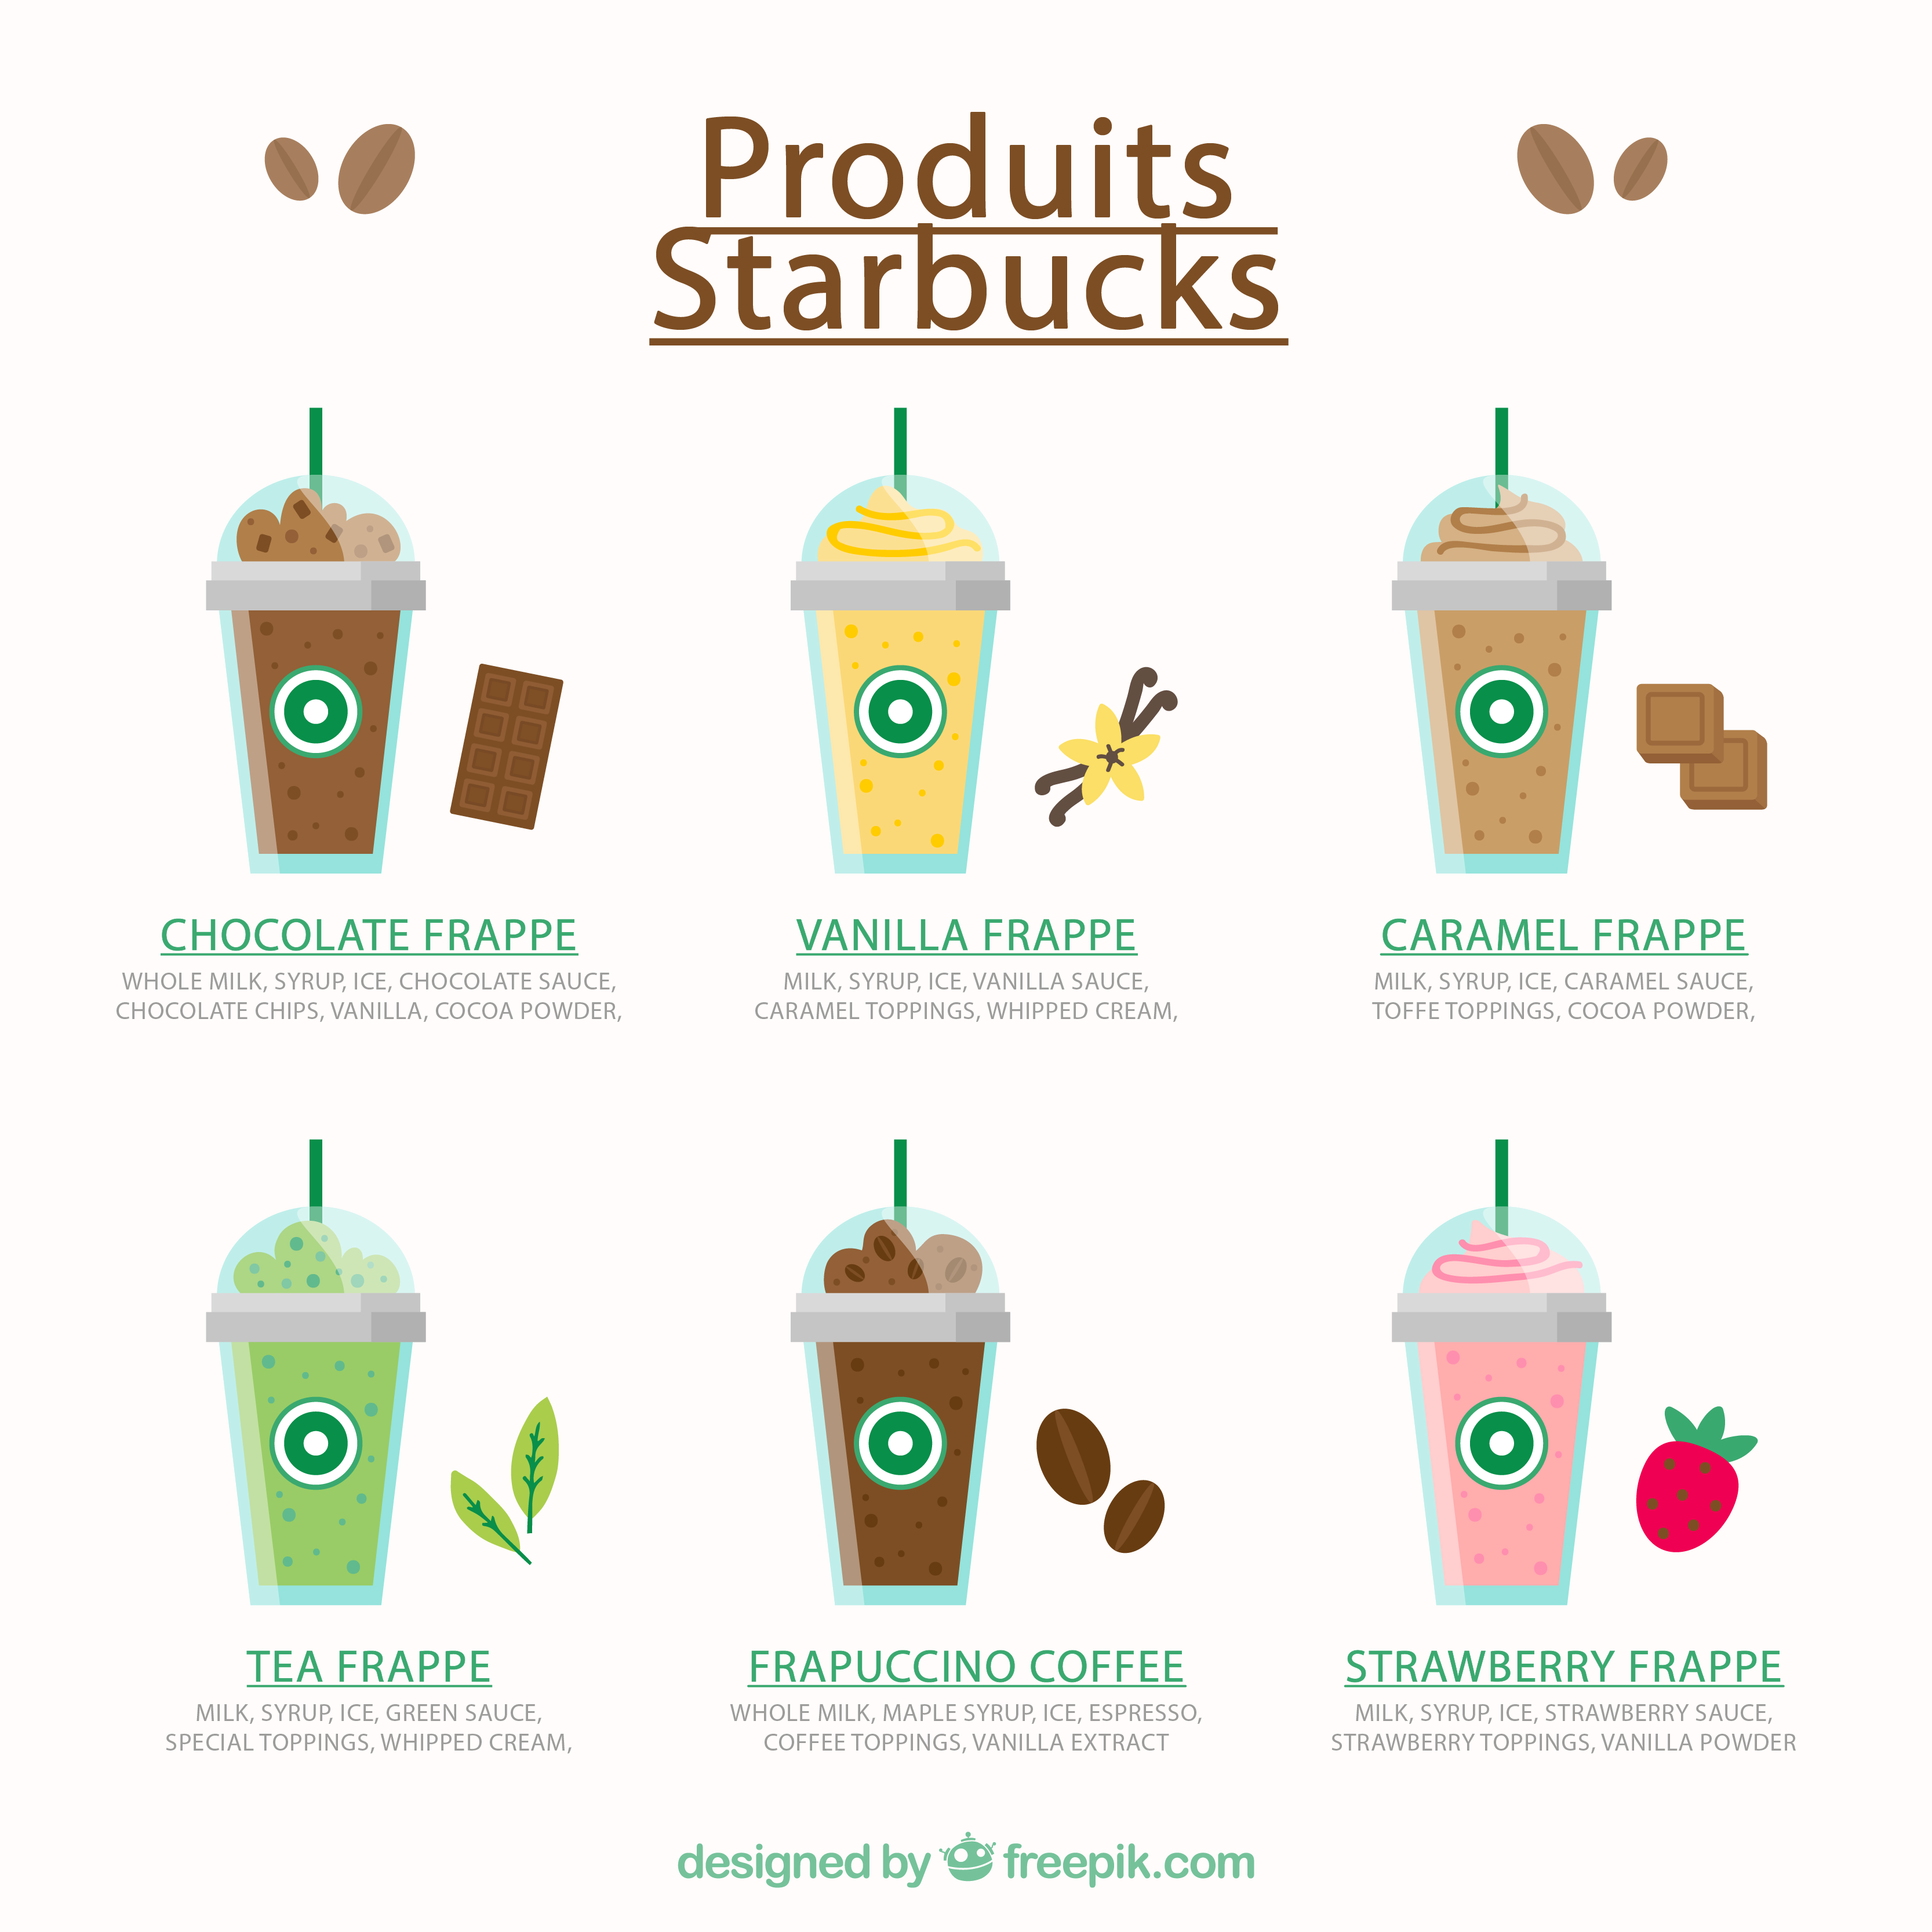 Produits
Starbucks
CHOCOLATE FRAPPE
WHOLE MILK, SYRUP, ICE, CHOCOLATE SAUCE,
CHOCOLATE CHIPS, VANILLA, COCOA POWDER,
VANILLA FRAPPE
MILK, SYRUP, ICE, VANILLA SAUCE,
CARAMEL TOPPINGS, WHIPPED CREAM,
CARAMEL FRAPPE
MILK, SYRUP, ICE, CARAMEL SAUCE,
TOFFE TOPPINGS, COCOA POWDER,
TEA FRAPPE
MILK, SYRUP, ICE, GREEN SAUCE,
SPECIAL TOPPINGS, WHIPPED CREAM,
FRAPUCCINO COFFEE
WHOLE MILK, MAPLE SYRUP, ICE, ESPRESSO,
COFFEE TOPPINGS, VANILLA EXTRACT
STRAWBERRY FRAPPE
MILK, SYRUP, ICE, STRAWBERRY SAUCE,
STRAWBERRY TOPPINGS, VANILLA POWDER
designed by freepik.com